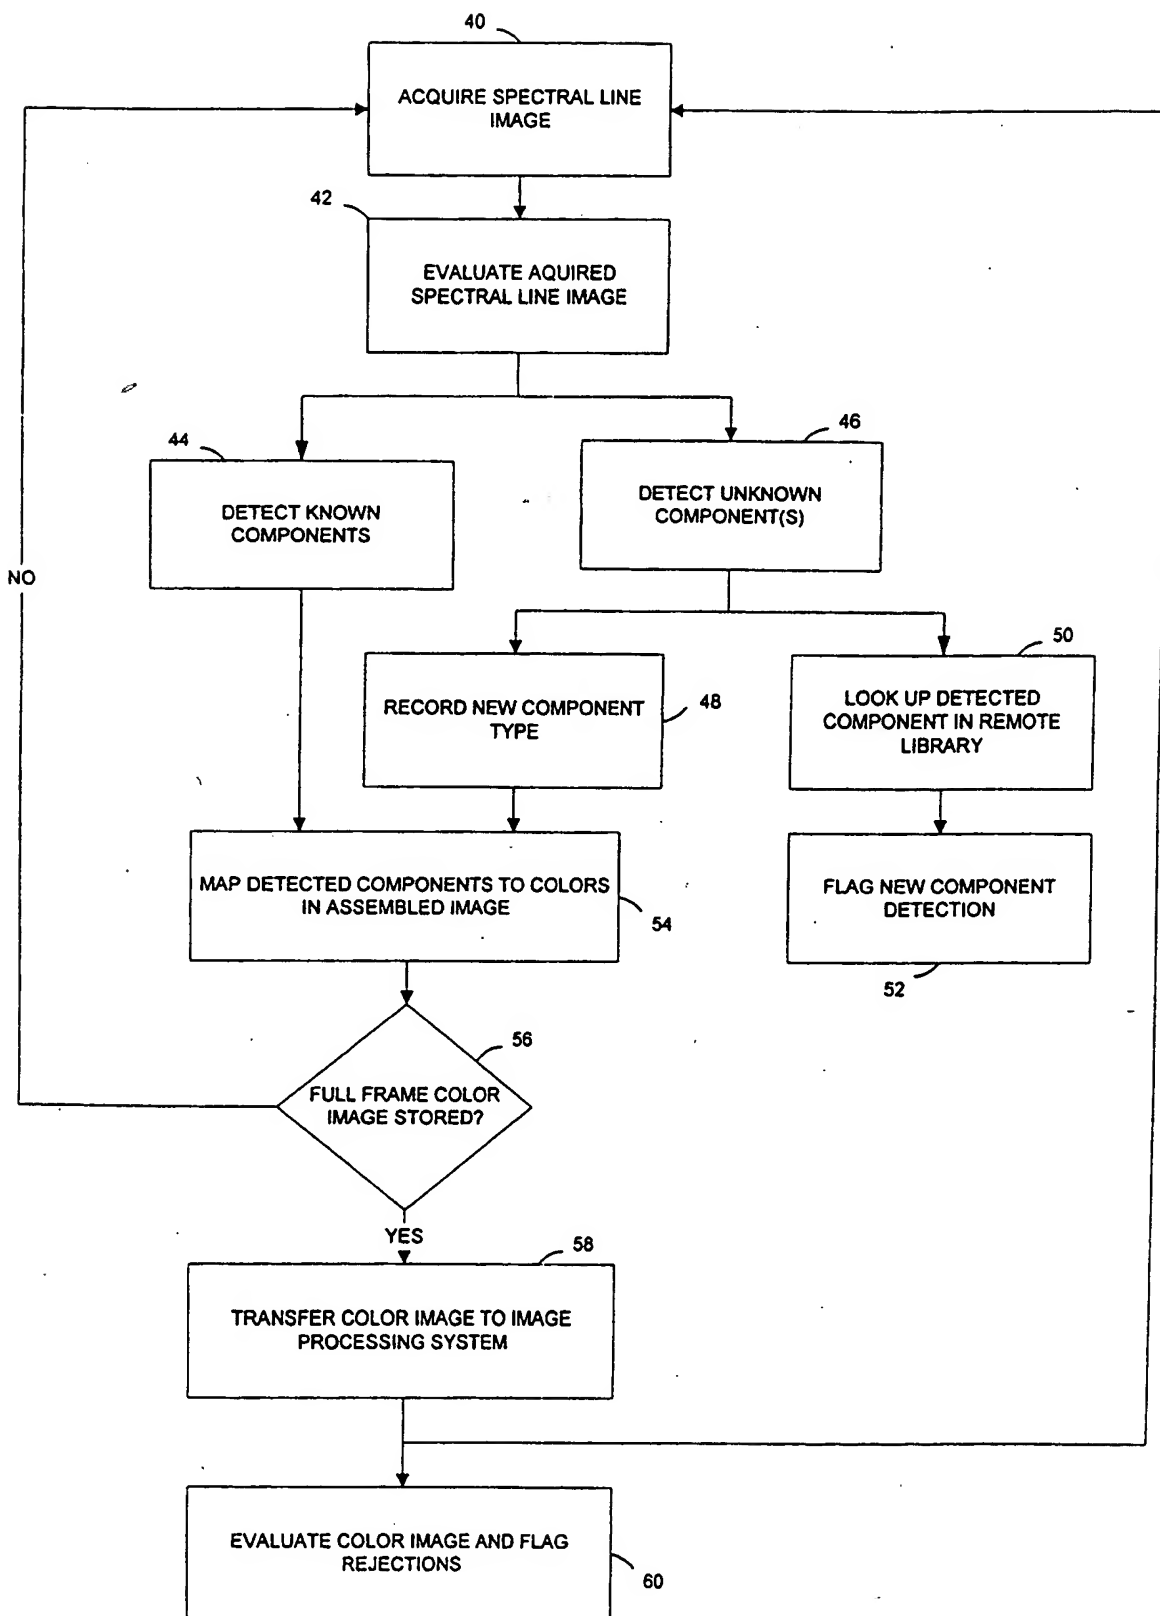 40
ACQUIRE SPECTRAL LINE
IMAGE
42
EVALUATE AQUIRED
SPECTRAL LINE IMAGE
44
DETECT KNOWN
COMPONENTS
46
DETECT UNKNOWN
COMPONENT(S)
NO
RECORD NEW COMPONENT
TYPE
48
50
LOOK UP DETECTED
COMPONENT IN REMOTE
LIBRARY
MAP DETECTED COMPONENTS TO COLORS
IN ASSEMBLED IMAGE
54
FLAG NEW COMPONENT
DETECTION
52
56
FULL FRAME COLOR
IMAGE STORED?
YES
58
TRANSFER COLOR IMAGE TO IMAGE
PROCESSING SYSTEM
EVALUATE COLOR IMAGE AND FLAG
REJECTIONS
60